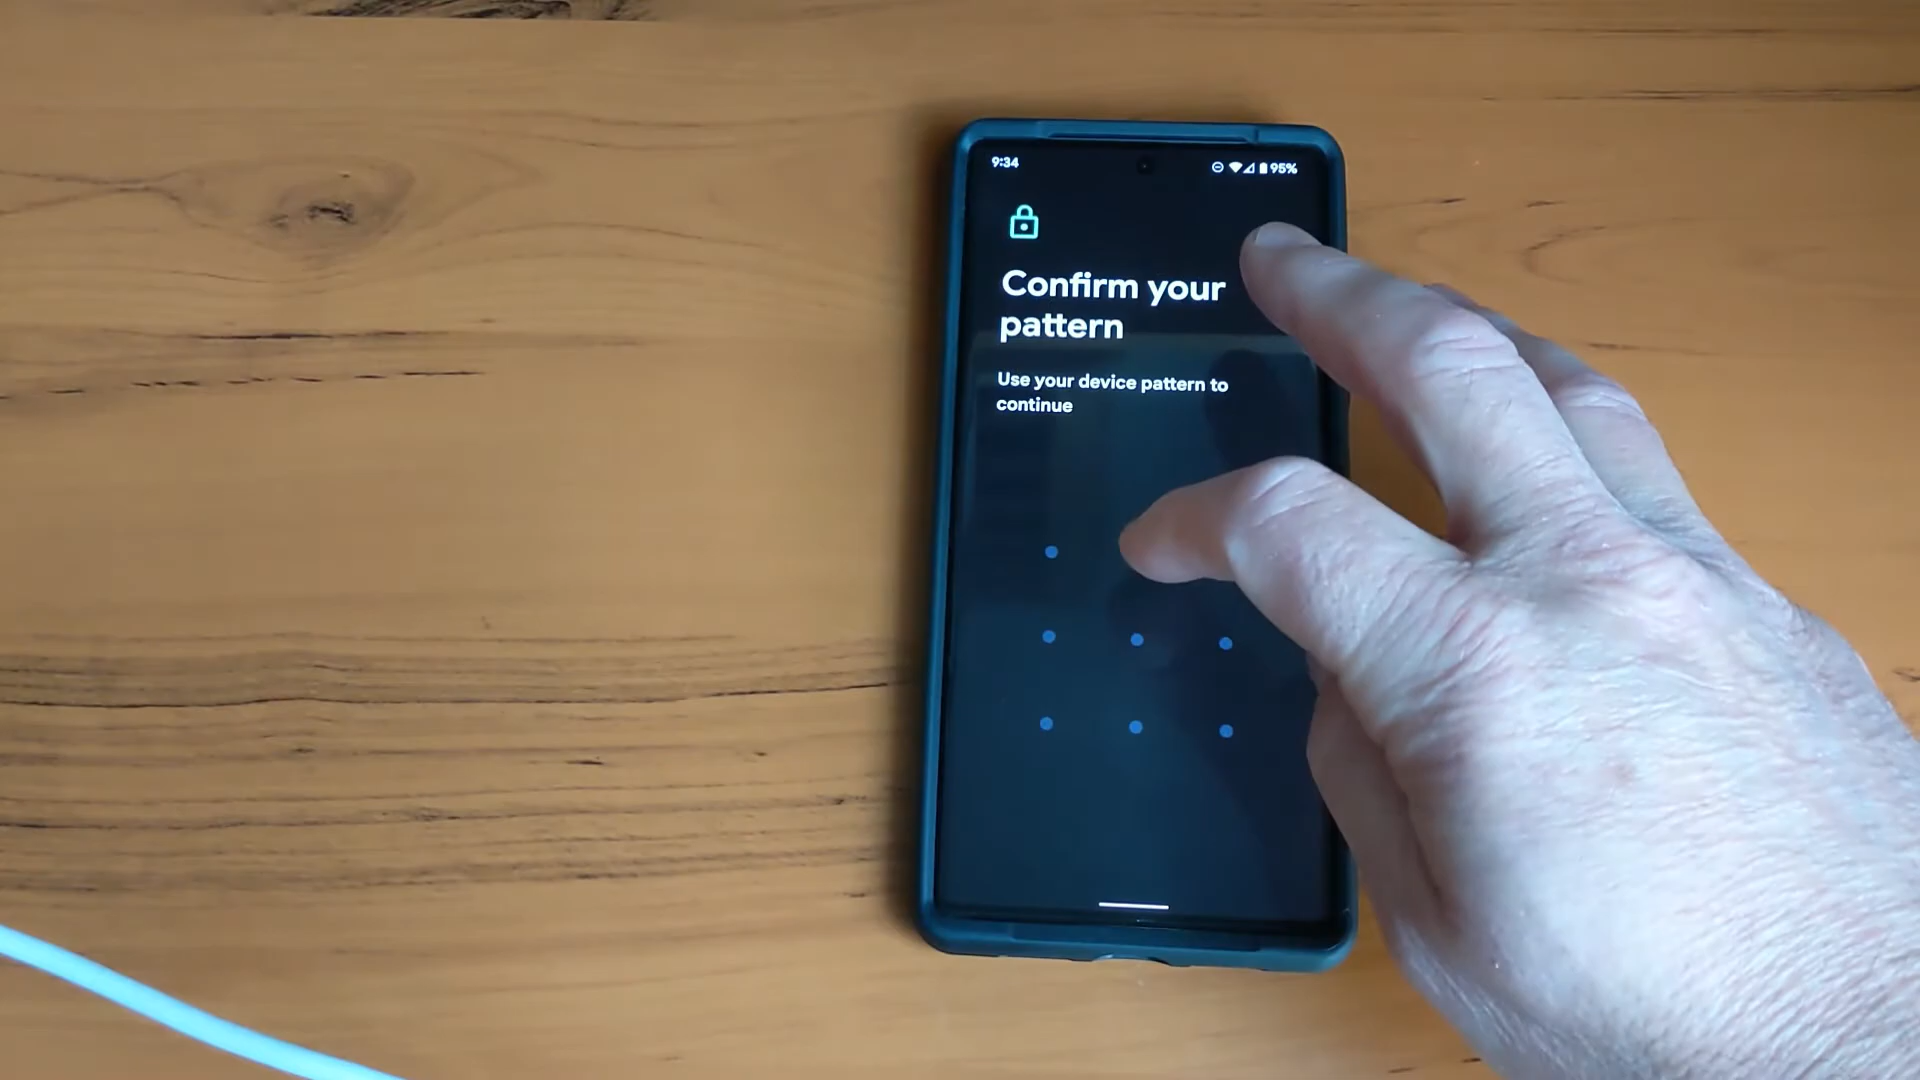 9:34
95%
Confirm your
pattern
Use your device pattern to
continue